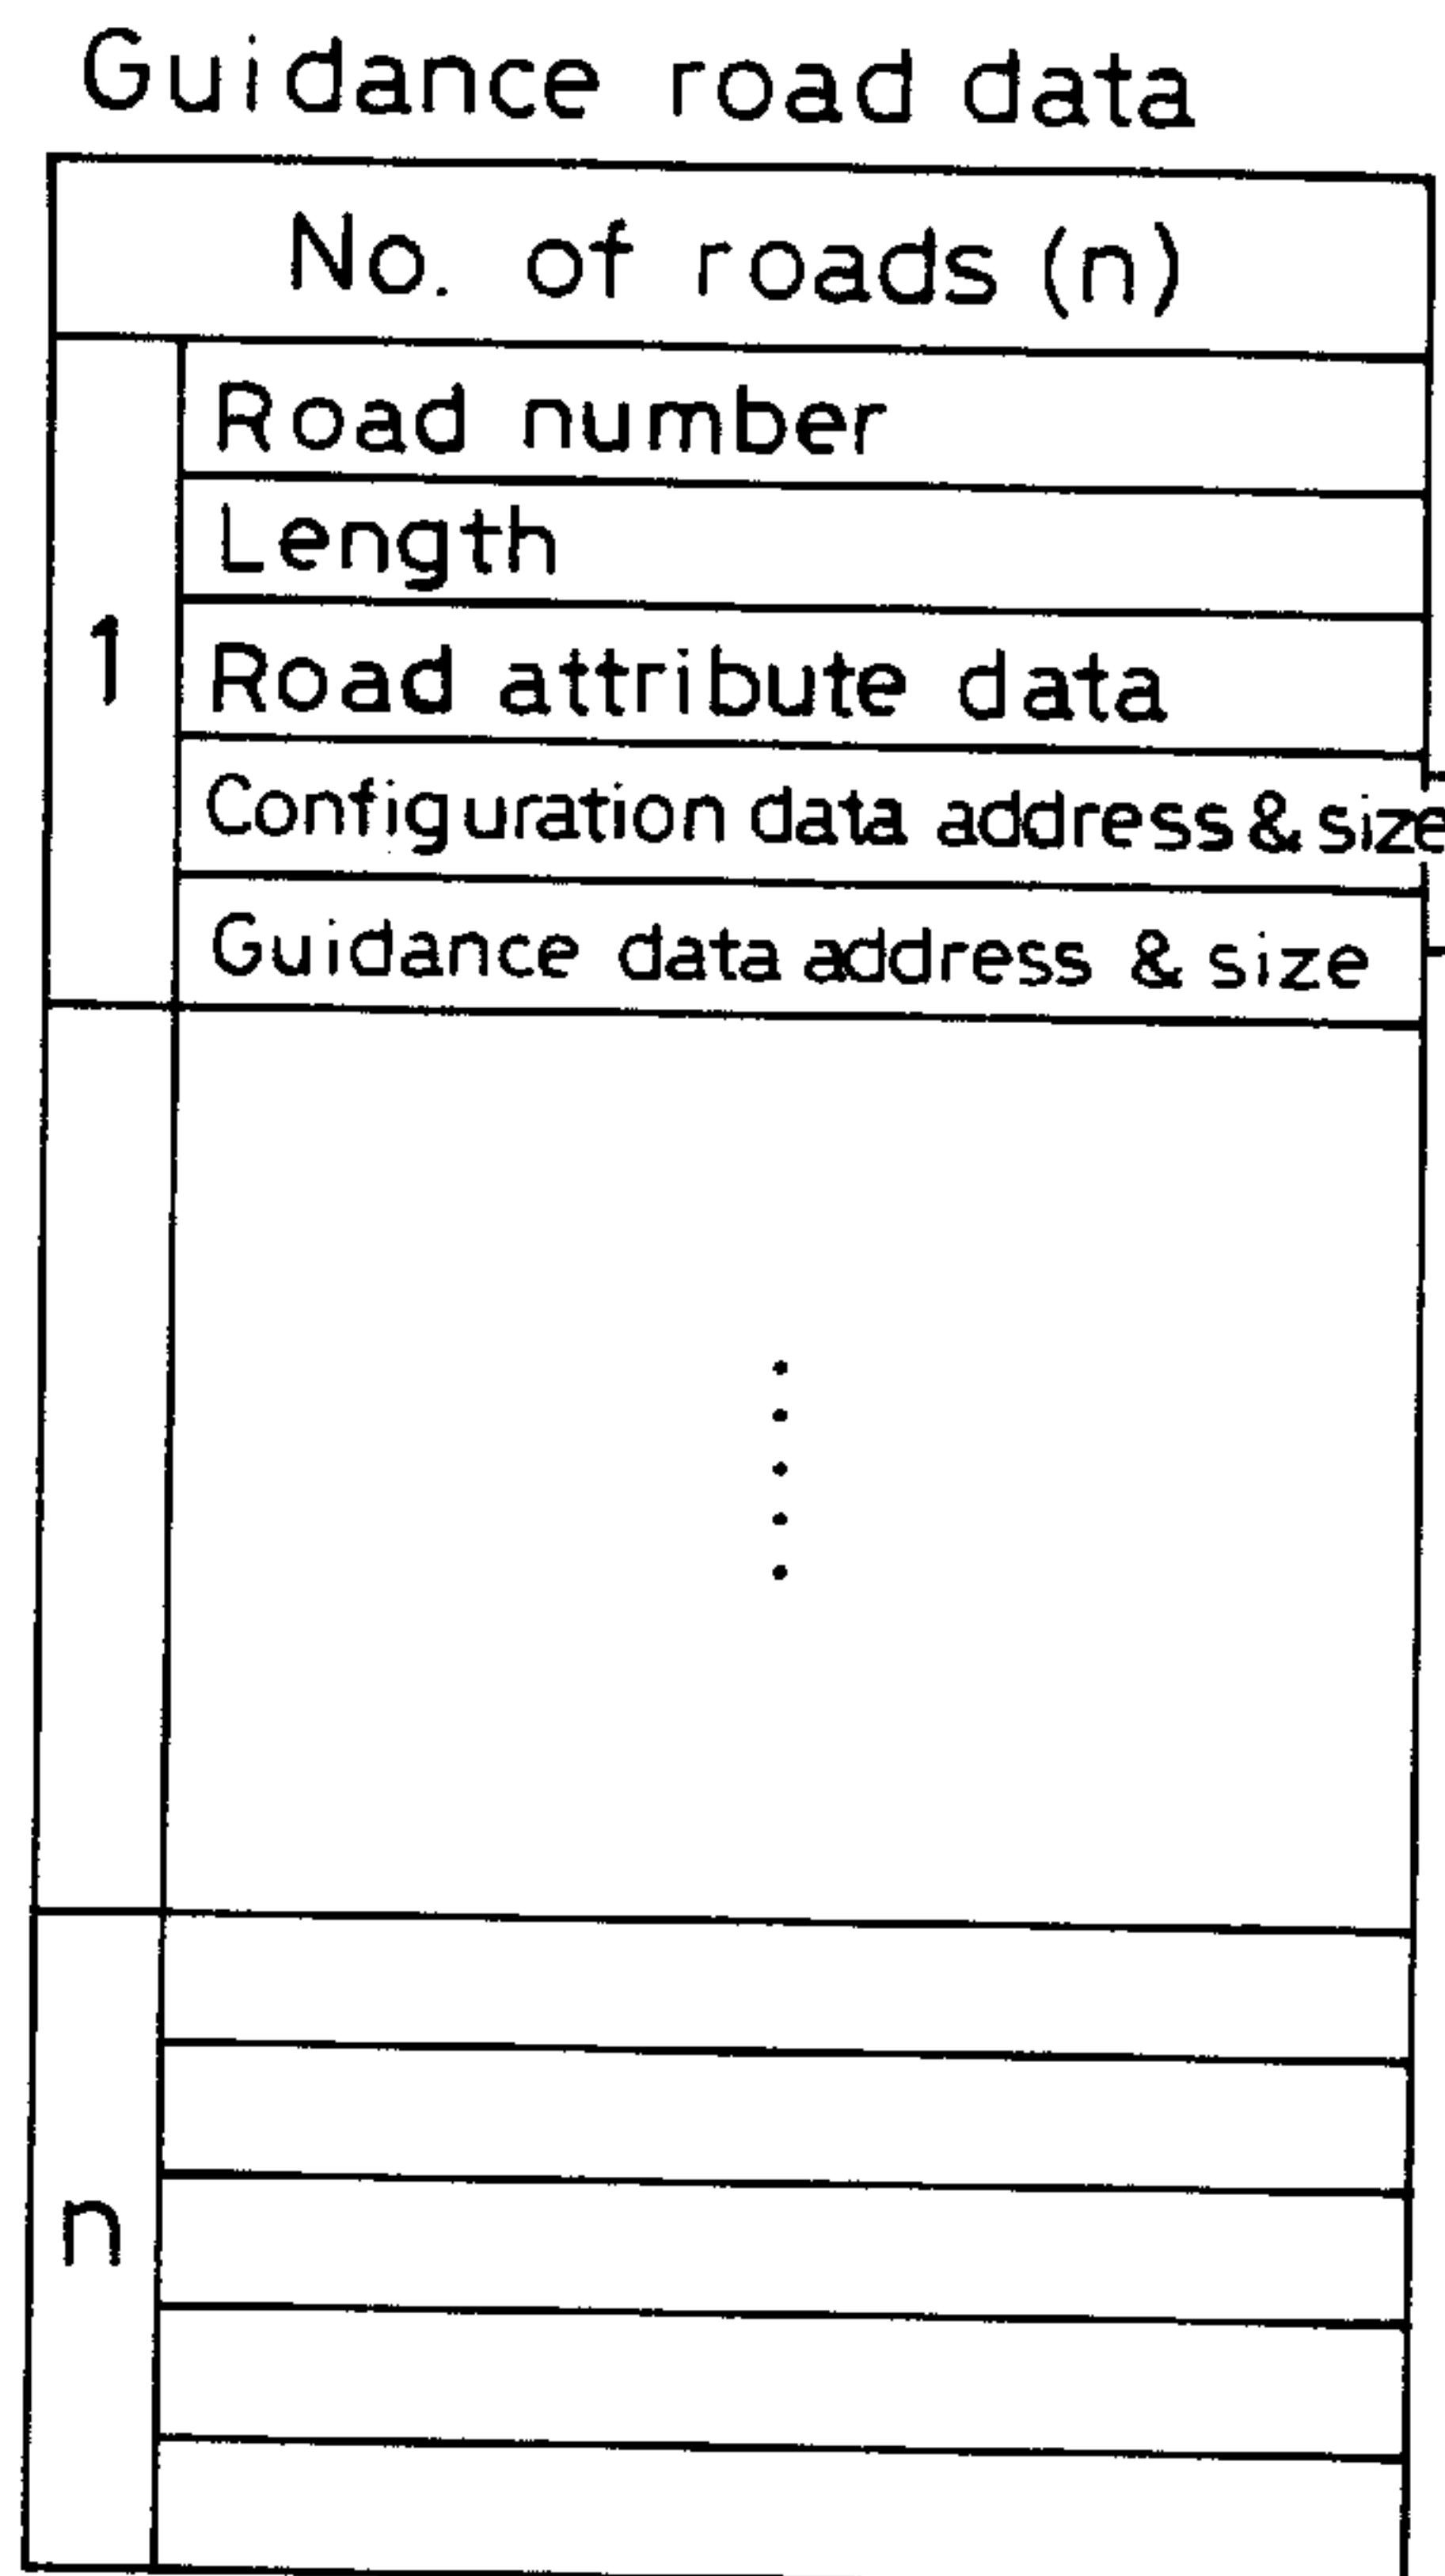 Guidance road data
No. of roads (n)
Road number
Length
1
Road attribute data
Configuration data address & size
Guidance data address & size
n